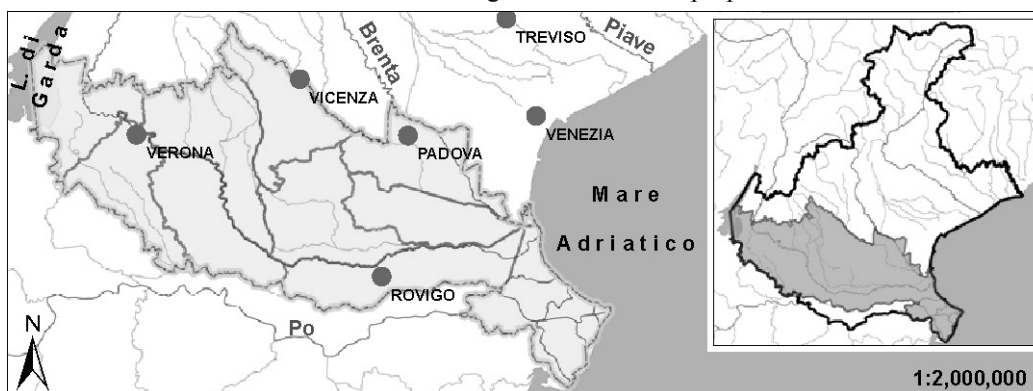 L. di
Garda
Brenta
TREVISO
Piave
VICENZA
VENEZIA
VERONA
PADOVA
Mare
Adriatico
ROVIGO
Po
N
1:2,000,000